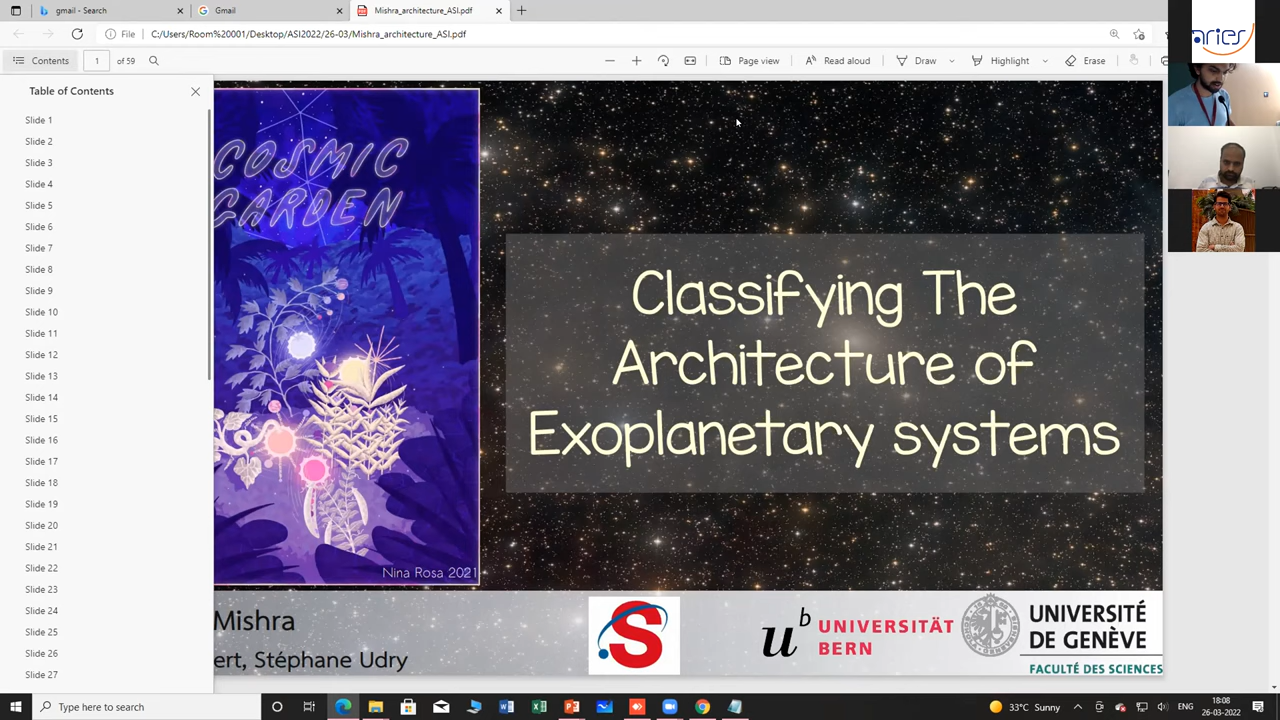 gmail - Search
Gmail
Mishra_architecture_ASI.pdf
File
C:/Users/Room%20001/Desktop/ASI2022/26-03/Mishra_architecture_ASI.pdf
Contents
1
of 59
Page view
Read aloud
Draw
Highlight
Erase
Table of Contents
Slide 1
Slide 2
Slide 3
Slide 4
Slide 5
Slide 6
Slide 7
Slide 8
Slide 9
Slide 10
Slide 11
Slide 12
Slide 13
Slide 14
Slide 15
Slide 16
Slide 17
Slide 18
Slide 19
Slide 20
Slide 21
Slide 22
Slide 23
Slide 24
Slide 25
Slide 26
Slide 27
COSMIC
GARDEN
Nina Rosa 2021
Classifying The
Architecture of
Exoplanetary systems
Mishra
ert, Stéphane Udry
S
u b
UNIVERSITÄT
BERN
UNIVERSITÉ
DE GENÈVE
FACULTÉ DES SCIENCES
aries
Type here to search
33°C Sunny
ENG
18:08
26-03-2022